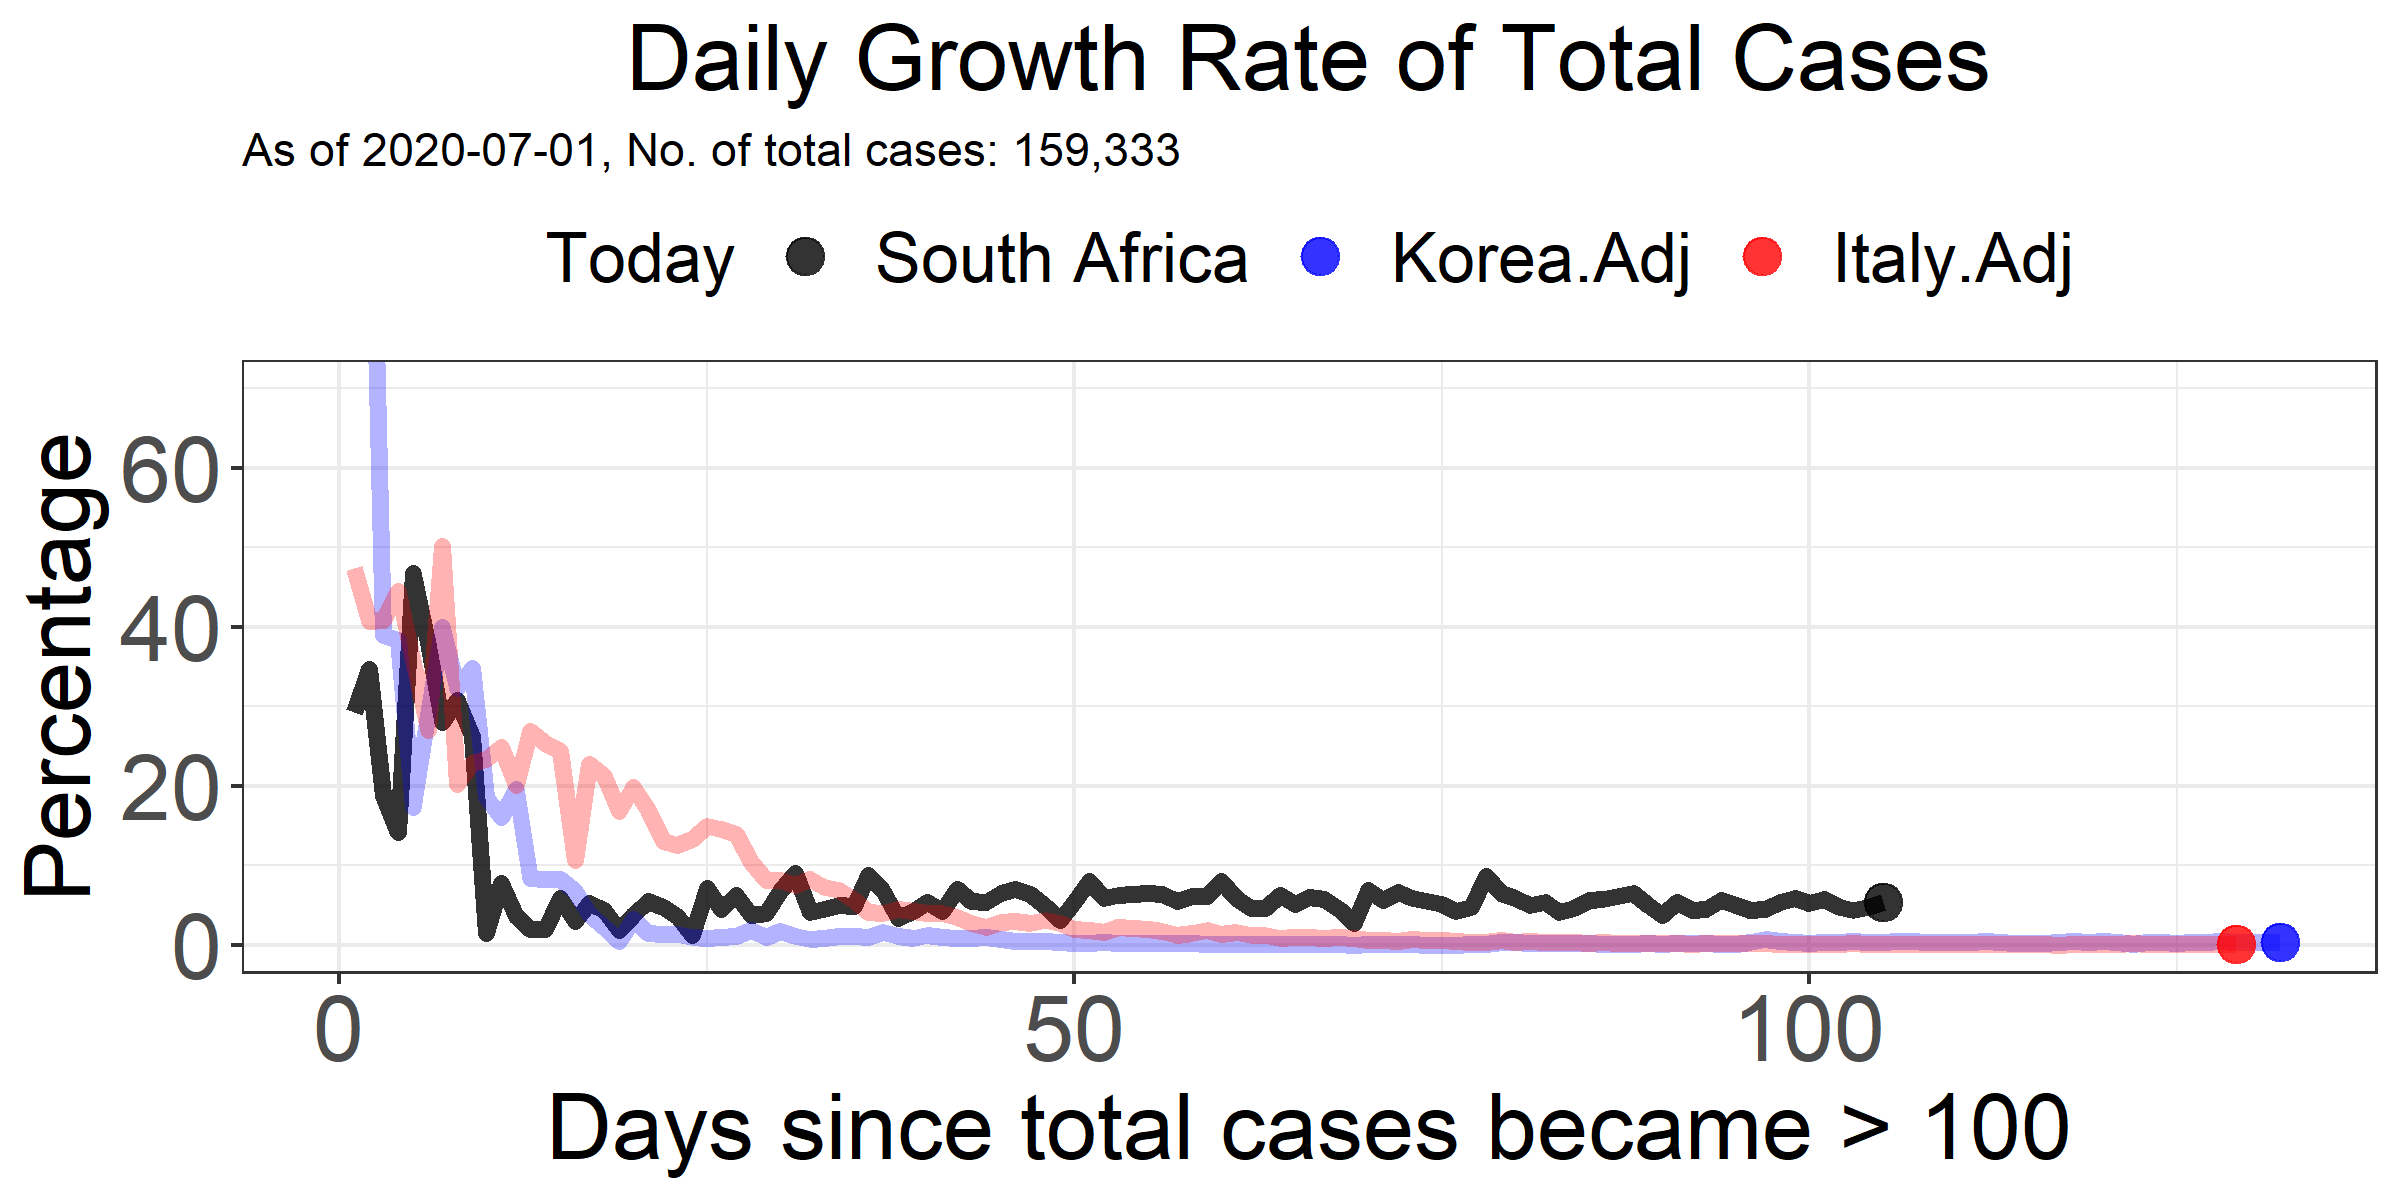 Daily Growth Rate of Total Cases
As of 2020-07-01, No. of total cases: 159,333
Today South Africa Korea.Adj Italy.Adj
Percentage
60
40
20
0
0 50 100
Days since total cases became > 100